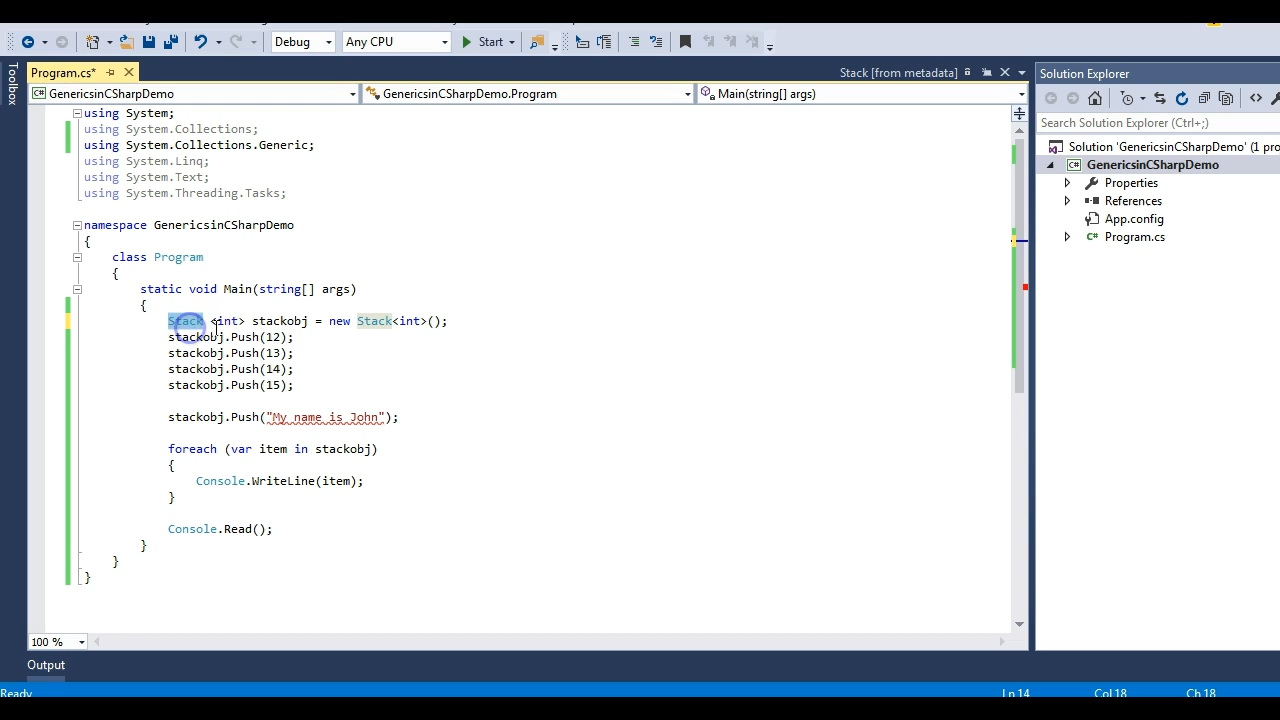 Debug
Any CPU
Start
Toolbox
Program.cs*
Stack [from metadata]
GenericsinCSharpDemo
GenericsinCSharpDemo.Program
Main(string[] args)
using System;
using System.Collections;
using System.Collections.Generic;
using System.Linq;
using System.Text;
using System.Threading.Tasks;
namespace GenericsinCSharpDemo
{
class Program
{
static void Main(string[] args)
{
Stack <int> stackobj = new Stack<int>();
stackobj.Push(12);
stackobj.Push(13);
stackobj.Push(14);
stackobj.Push(15);
stackobj.Push("My name is John");
foreach (var item in stackobj)
{
Console.WriteLine(item);
}
Console.Read();
}
}
}
100 %
Output
Ready
Ln 14
Col 18
Ch 18
Solution Explorer
Search Solution Explorer (Ctrl+;)
Solution 'GenericsinCSharpDemo' (1 pro
GenericsinCSharpDemo
Properties
References
App.config
Program.cs